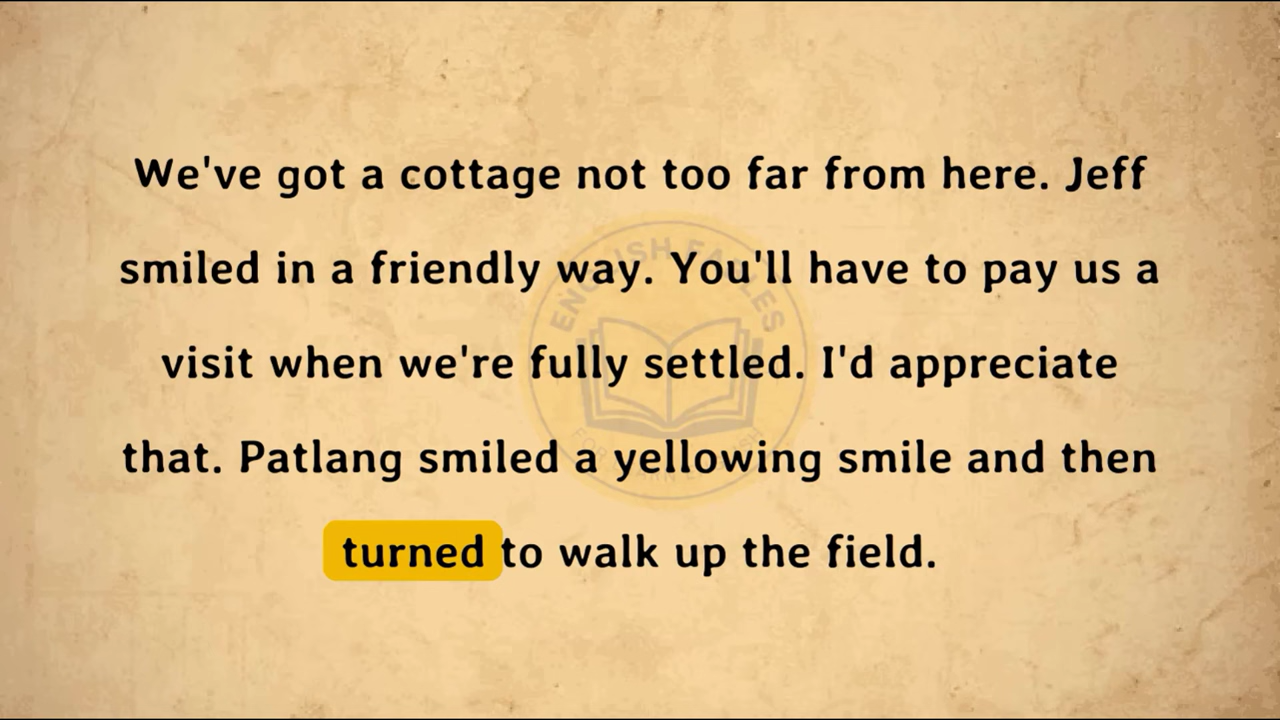 We've got a cottage not too far from here. Jeff
smiled in a friendly way. You'll have to pay us a
visit when we're fully settled. I'd appreciate
that. Patlang smiled a yellowing smile and then
turned to walk up the field.